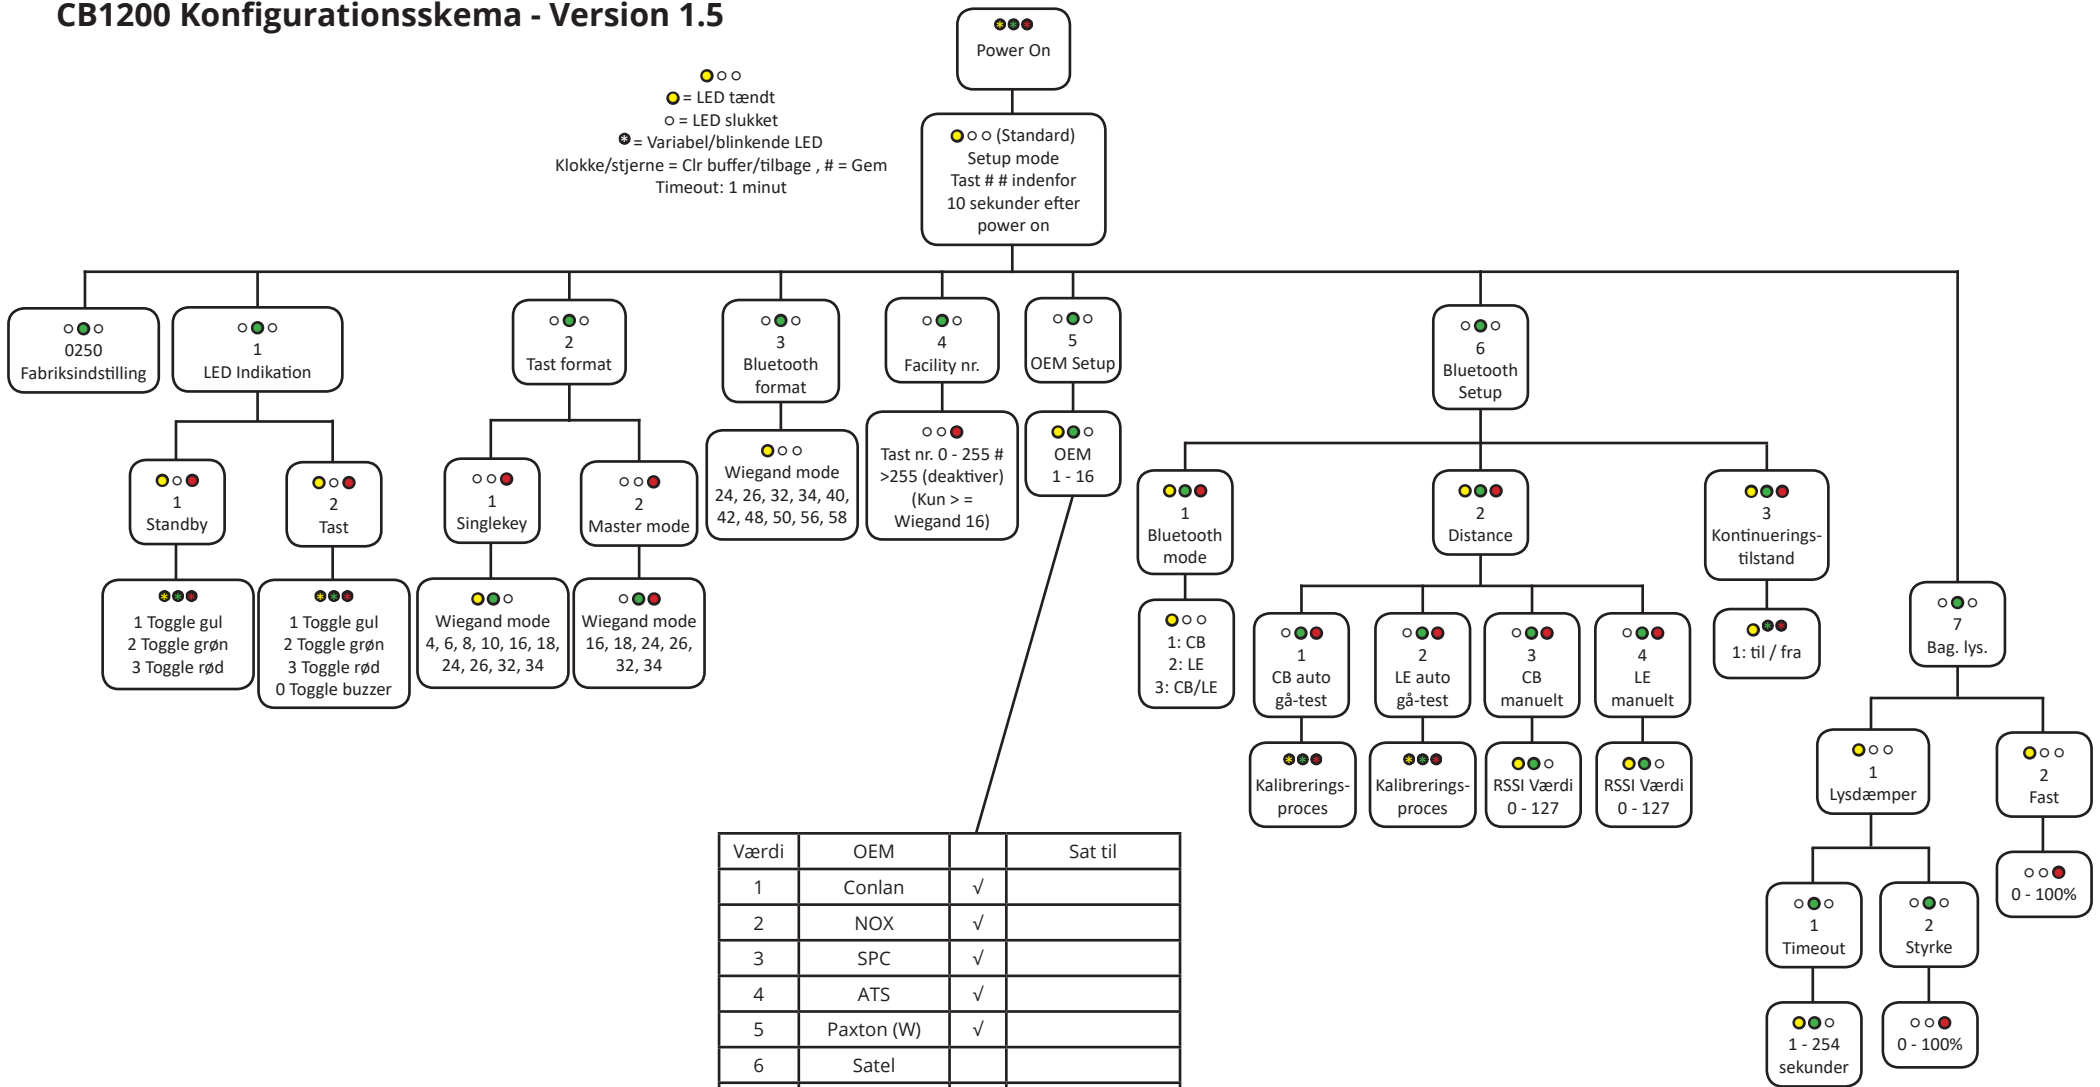 CB1200 Konfigurationsskema - Version 1.5
Power On
= LED tændt
= LED slukket
= Variabel/blinkende LED
Klokke/stjerne = Clr buffer/tilbage , # = Gem
Timeout: 1 minut
(Standard)
Setup mode
Tast # # indenfor
10 sekunder efter
power on
0250
Fabriksindstilling
1
LED Indikation
2
Tast format
3
Bluetooth
format
4
Facility nr.
5
OEM Setup
6
Bluetooth
Setup
1
Standby
2
Tast
1
Singlekey
2
Master mode
Wiegand mode
24, 26, 32, 34, 40,
42, 48, 50, 56, 58
Tast nr. 0 - 255 #
>255 (deaktiver)
(Kun > =
Wiegand 16)
OEM
1 - 16
1
Bluetooth
mode
2
Distance
3
Kontinuerings-
tilstand
1 Toggle gul
2 Toggle grøn
3 Toggle rød
1 Toggle gul
2 Toggle grøn
3 Toggle rød
0 Toggle buzzer
Wiegand mode
4, 6, 8, 10, 16, 18,
24, 26, 32, 34
Wiegand mode
16, 18, 24, 26,
32, 34
1: CB
2: LE
3: CB/LE
1
CB auto
gå-test
2
LE auto
gå-test
3
CB
manuelt
4
LE
manuelt
1: til / fra
7
Bag. lys.
Kalibrerings-
proces
Kalibrerings-
proces
RSSI Værdi
0 - 127
RSSI Værdi
0 - 127
1
Lysdæmper
2
Fast
1
Timeout
2
Styrke
0 - 100%
1 - 254
sekunder
0 - 100%
Værdi OEM Sat til
1 Conlan √
2 NOX √
3 SPC √
4 ATS √
5 Paxton (W) √
6 Satel